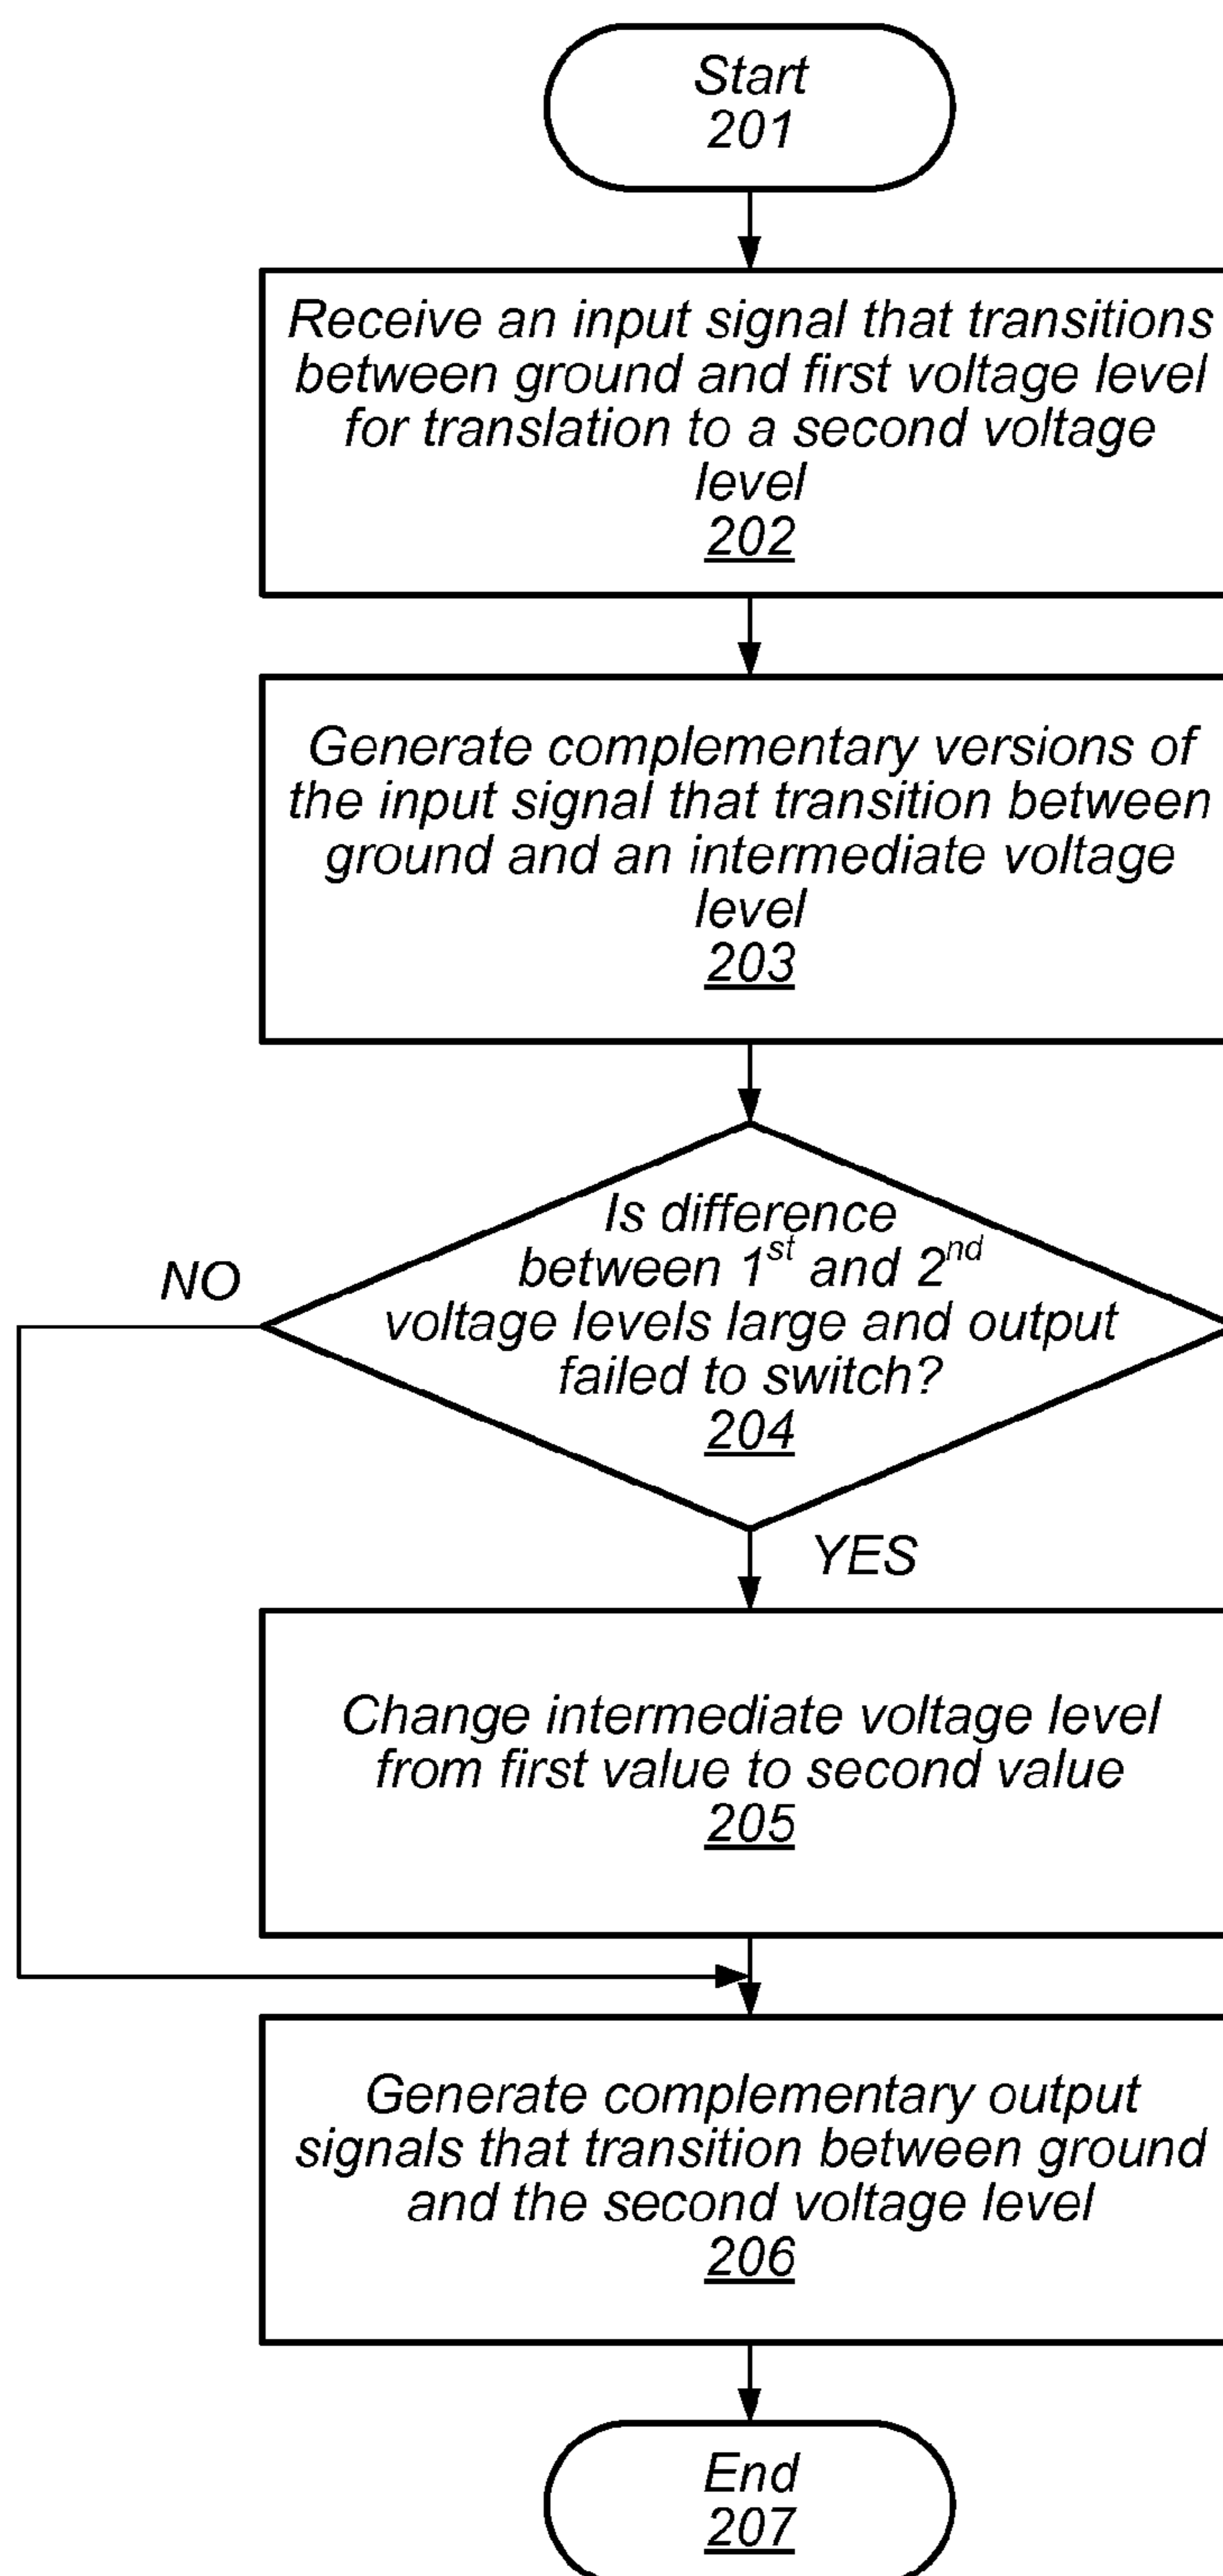 Start
201
Receive an input signal that transitions
between ground and first voltage level
for translation to a second voltage
level
202
Generate complementary versions of
the input signal that transition between
ground and an intermediate voltage
level
203
Is difference
between 1st and 2nd
voltage levels large and output
failed to switch?
204
NO
YES
Change intermediate voltage level
from first value to second value
205
Generate complementary output
signals that transition between ground
and the second voltage level
206
End
207